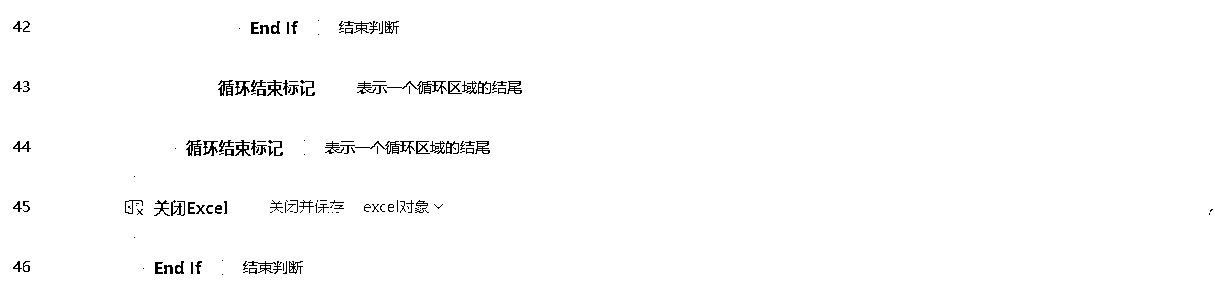 42 End If 结束判断
43 循环结束标记 表示一个循环区域的结尾
44 循环结束标记 表示一个循环区域的结尾
45 关闭Excel 关闭并保存 excel对象
46 End If 结束判断